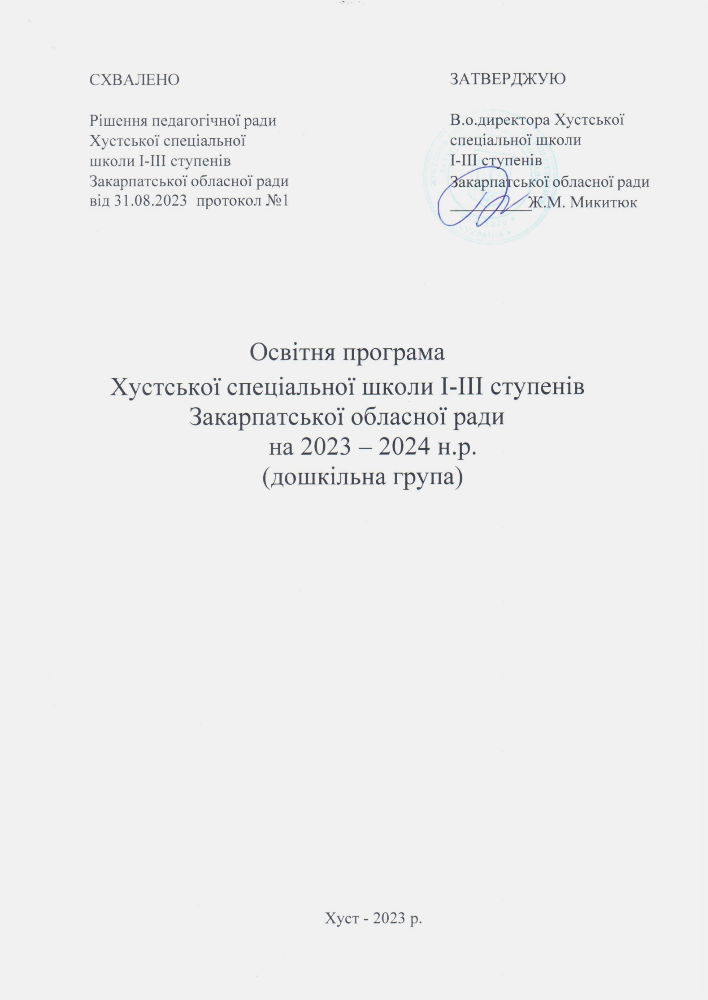 СХВАЛЕНО
Рішення педагогічної ради
Хустської спеціальної
школи І-ІІІ ступенів
Закарпатської обласної ради
від 31.08.2023 протокол №1
ЗАТВЕРДЖУЮ
В.о.директора Хустської
спеціальної школи
І-ІІІ ступенів
Закарпатської обласної ради
__________Ж.М. Микитюк
УКРАЇНА
Освітня програма
Хустської спеціальної школи І-ІІІ ступенів
Закарпатської обласної ради
на 2023 – 2024 н.р.
(дошкільна група)
Хуст - 2023 р.